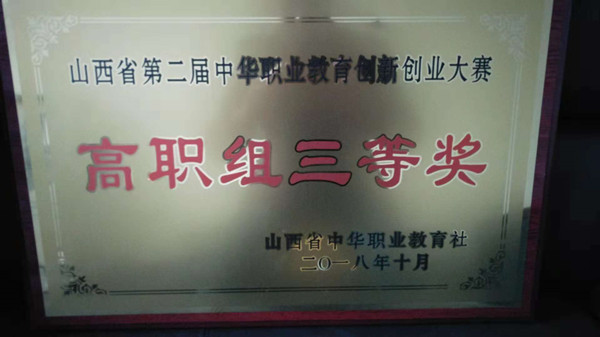 山西省第二届中华职业教育创新创业大赛
高职组三等奖
山西省中华职业教育社
二〇一八年十月